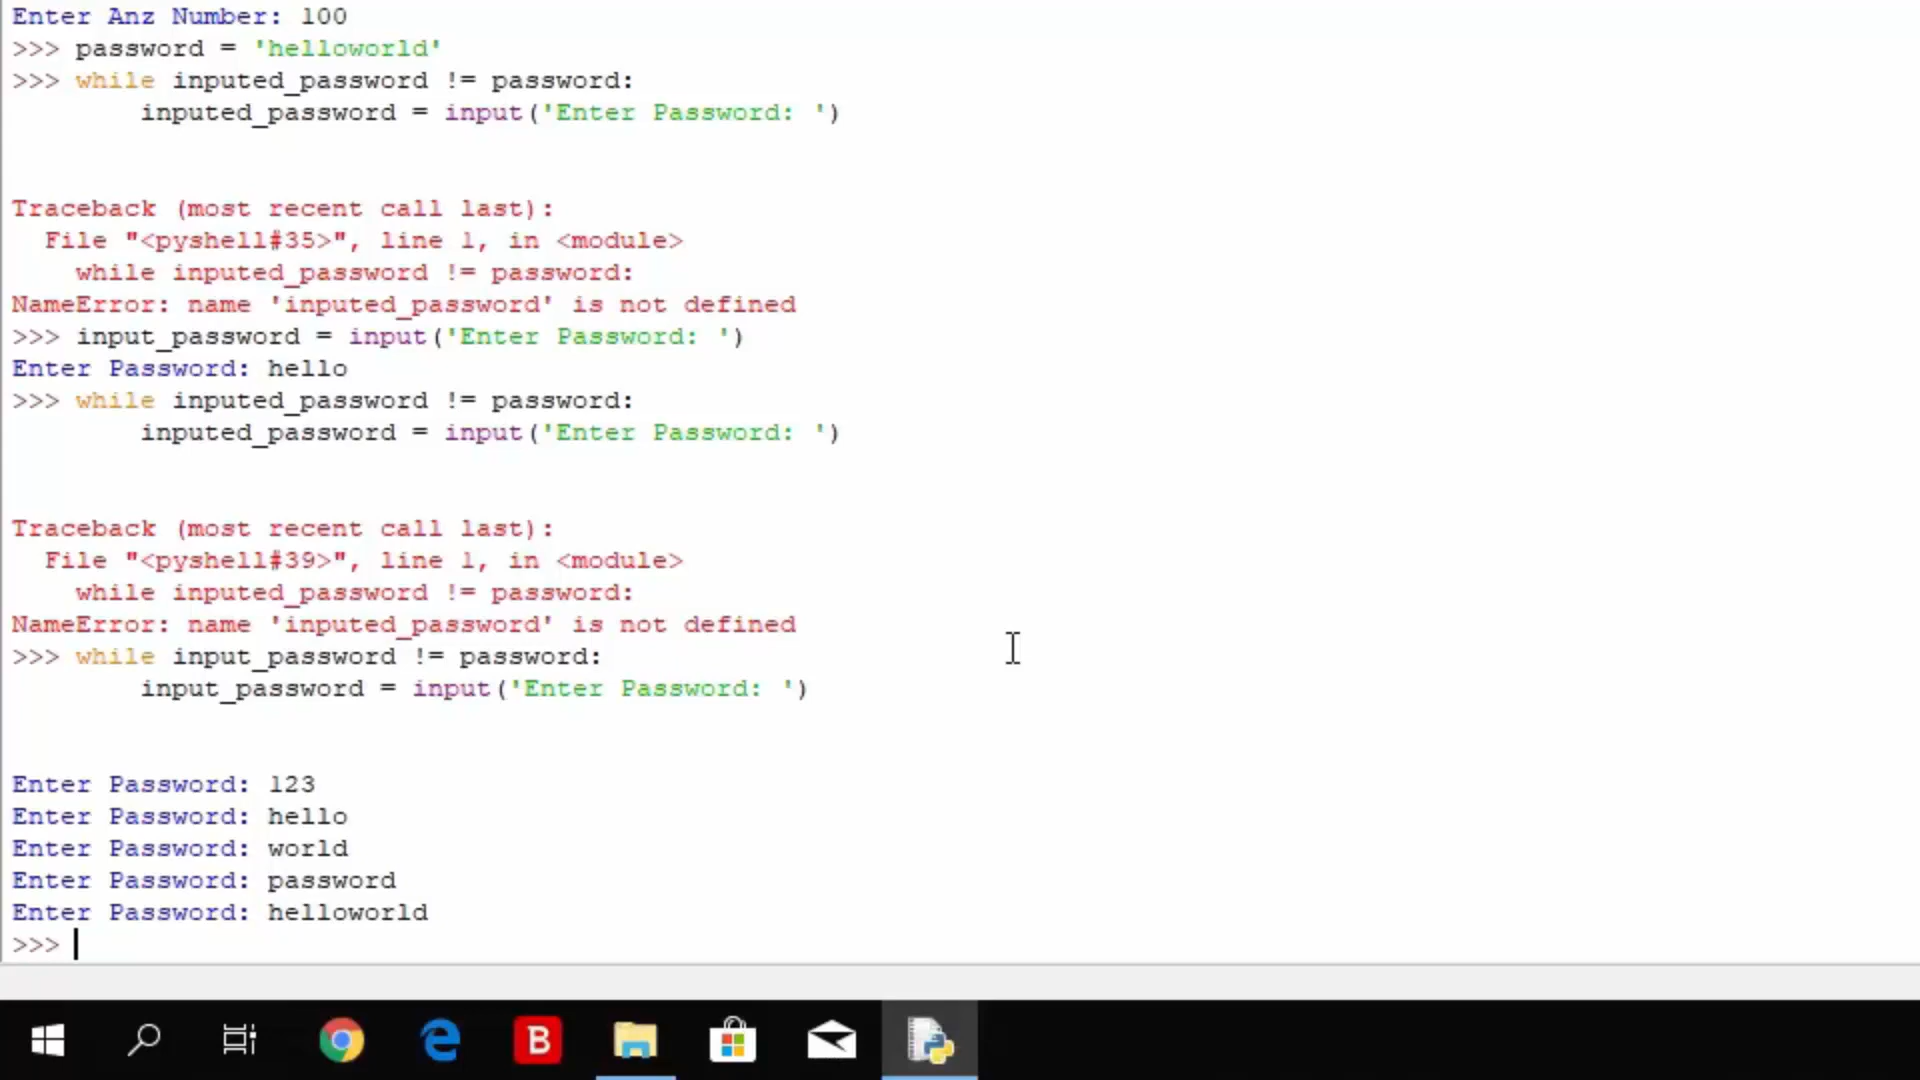 Enter Anz Number: 100
>>> password = 'helloworld'
>>> while inputed_password != password:
        inputed_password = input('Enter Password: ')
Traceback (most recent call last):
  File "<pyshell#35>", line 1, in <module>
    while inputed_password != password:
NameError: name 'inputed_password' is not defined
>>> input_password = input('Enter Password: ')
Enter Password: hello
>>> while inputed_password != password:
        inputed_password = input('Enter Password: ')
Traceback (most recent call last):
  File "<pyshell#39>", line 1, in <module>
    while inputed_password != password:
NameError: name 'inputed_password' is not defined
>>> while input_password != password:
        input_password = input('Enter Password: ')
Enter Password: 123
Enter Password: hello
Enter Password: world
Enter Password: password
Enter Password: helloworld
>>>
B